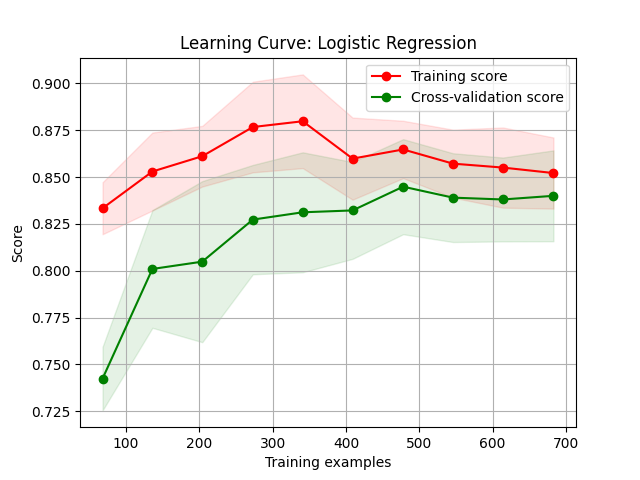 Learning Curve: Logistic Regression
Training score
Cross-validation score
Score
0.900
0.875
0.850
0.825
0.800
0.775
0.750
0.725
100 200 300 400 500 600 700
Training examples